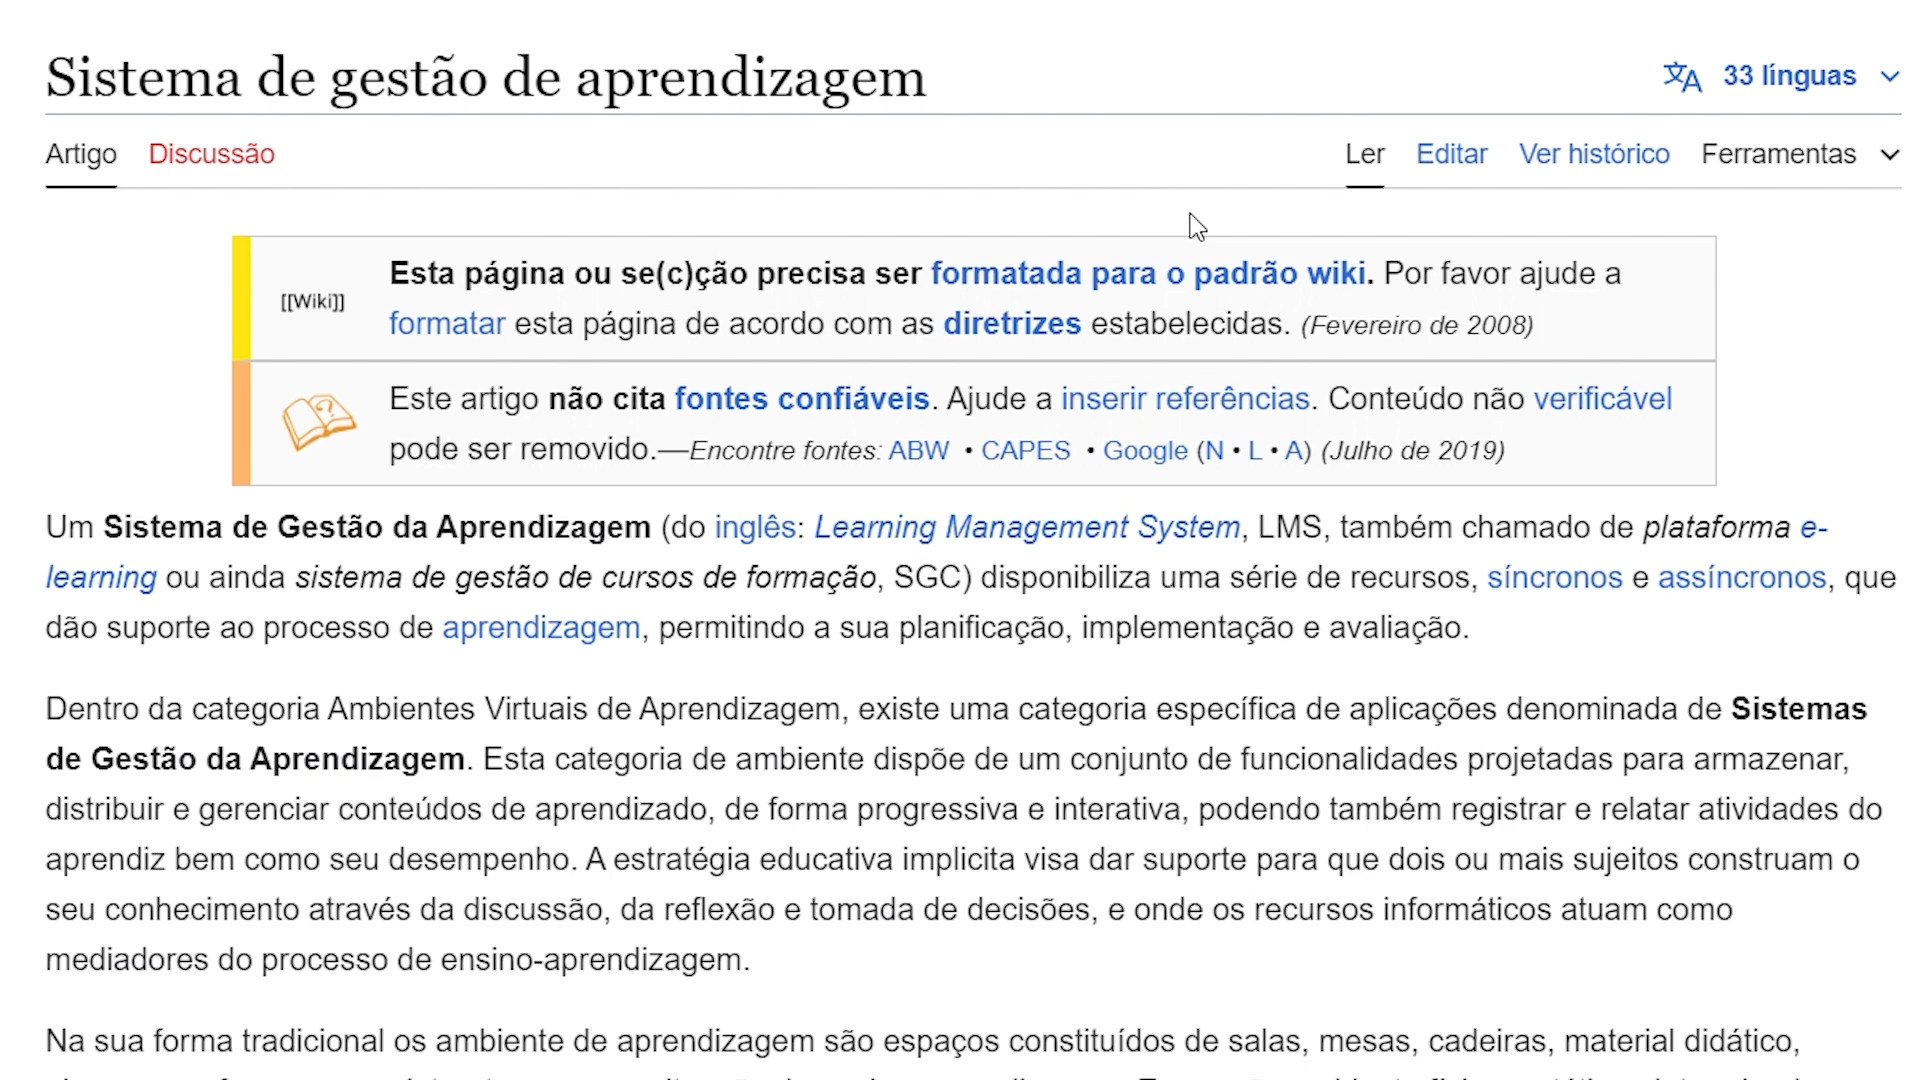 Sistema de gestão de aprendizagem
33 línguas
Artigo Discussão
Ler Editar Ver histórico Ferramentas
[[Wiki]]
Esta página ou se(c)ção precisa ser formatada para o padrão wiki. Por favor ajude a
formatar esta página de acordo com as diretrizes estabelecidas. (Fevereiro de 2008)
Este artigo não cita fontes confiáveis. Ajude a inserir referências. Conteúdo não verificável
pode ser removido.—Encontre fontes: ABW • CAPES • Google (N • L • A) (Julho de 2019)
Um Sistema de Gestão da Aprendizagem (do inglês: Learning Management System, LMS, também chamado de plataforma e-
learning ou ainda sistema de gestão de cursos de formação, SGC) disponibiliza uma série de recursos, síncronos e assíncronos, que
dão suporte ao processo de aprendizagem, permitindo a sua planificação, implementação e avaliação.
Dentro da categoria Ambientes Virtuais de Aprendizagem, existe uma categoria específica de aplicações denominada de Sistemas
de Gestão da Aprendizagem. Esta categoria de ambiente dispõe de um conjunto de funcionalidades projetadas para armazenar,
distribuir e gerenciar conteúdos de aprendizado, de forma progressiva e interativa, podendo também registrar e relatar atividades do
aprendiz bem como seu desempenho. A estratégia educativa implicita visa dar suporte para que dois ou mais sujeitos construam o
seu conhecimento através da discussão, da reflexão e tomada de decisões, e onde os recursos informáticos atuam como
mediadores do processo de ensino-aprendizagem.
Na sua forma tradicional os ambiente de aprendizagem são espaços constituídos de salas, mesas, cadeiras, material didático,